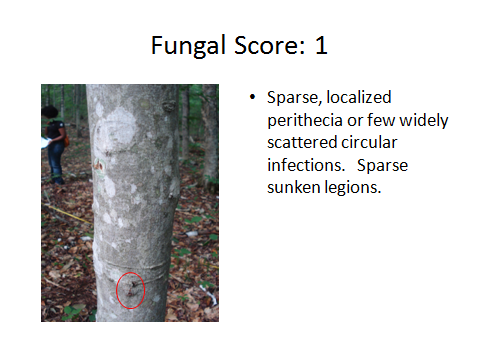 Fungal Score: 1
• Sparse, localized
perithecia or few widely
scattered circular
infections. Sparse
sunken legions.